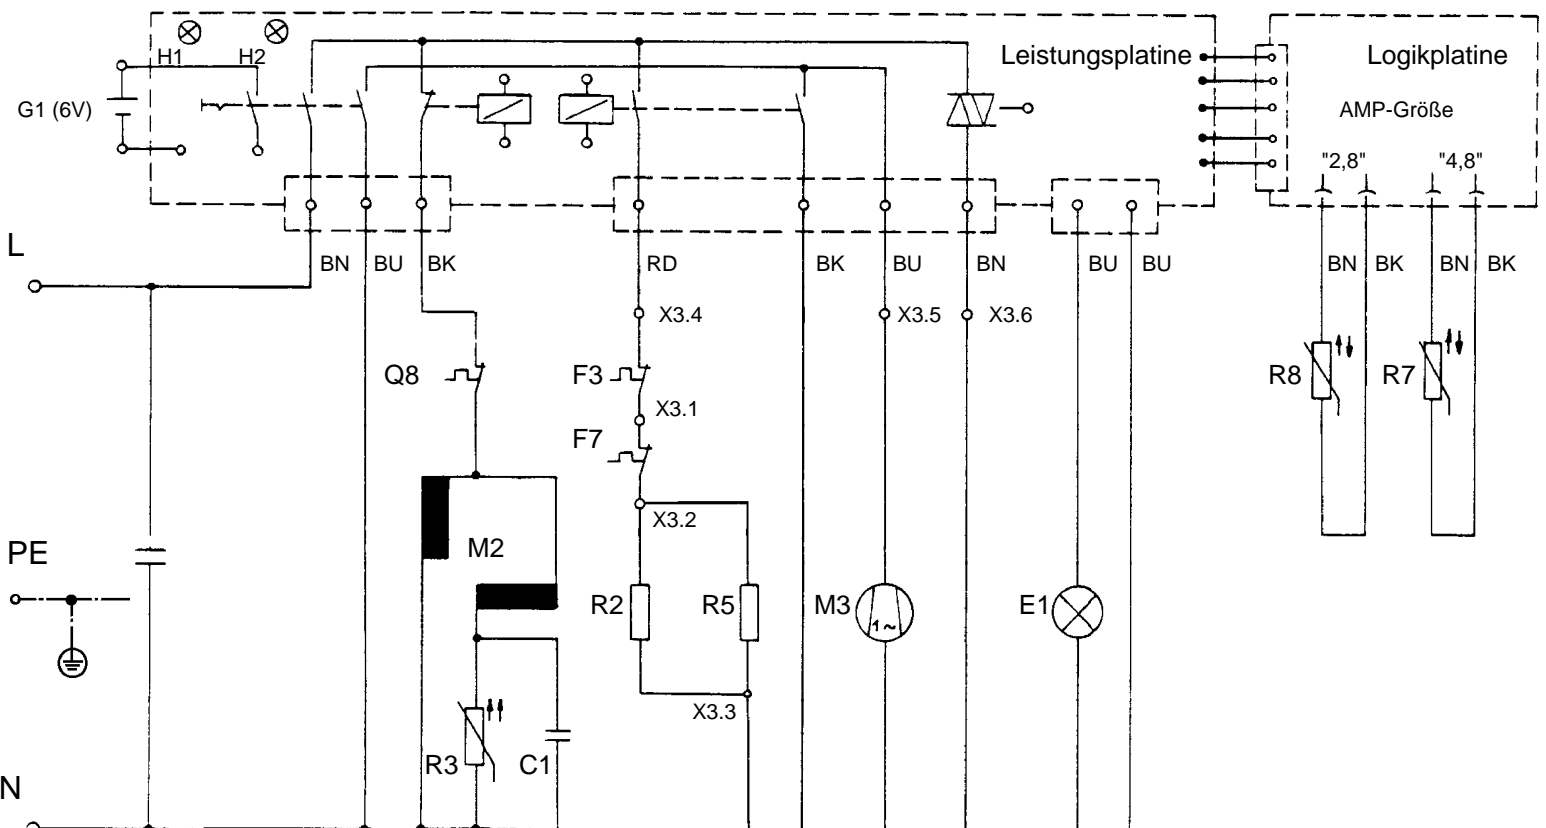 H1 H2 Leistungsplatine Logikplatine
G1 (6V) AMP-Größe
"2,8" "4,8"
L
BN BU BK RD BK BU BN BU BU BN BK BN BK
X3.4 X3.5 X3.6
Q8 F3 R8 R7
X3.1
F7
X3.2
M2
PE
R2 R5 M3 E1
1~
X3.3
R3 C1
N